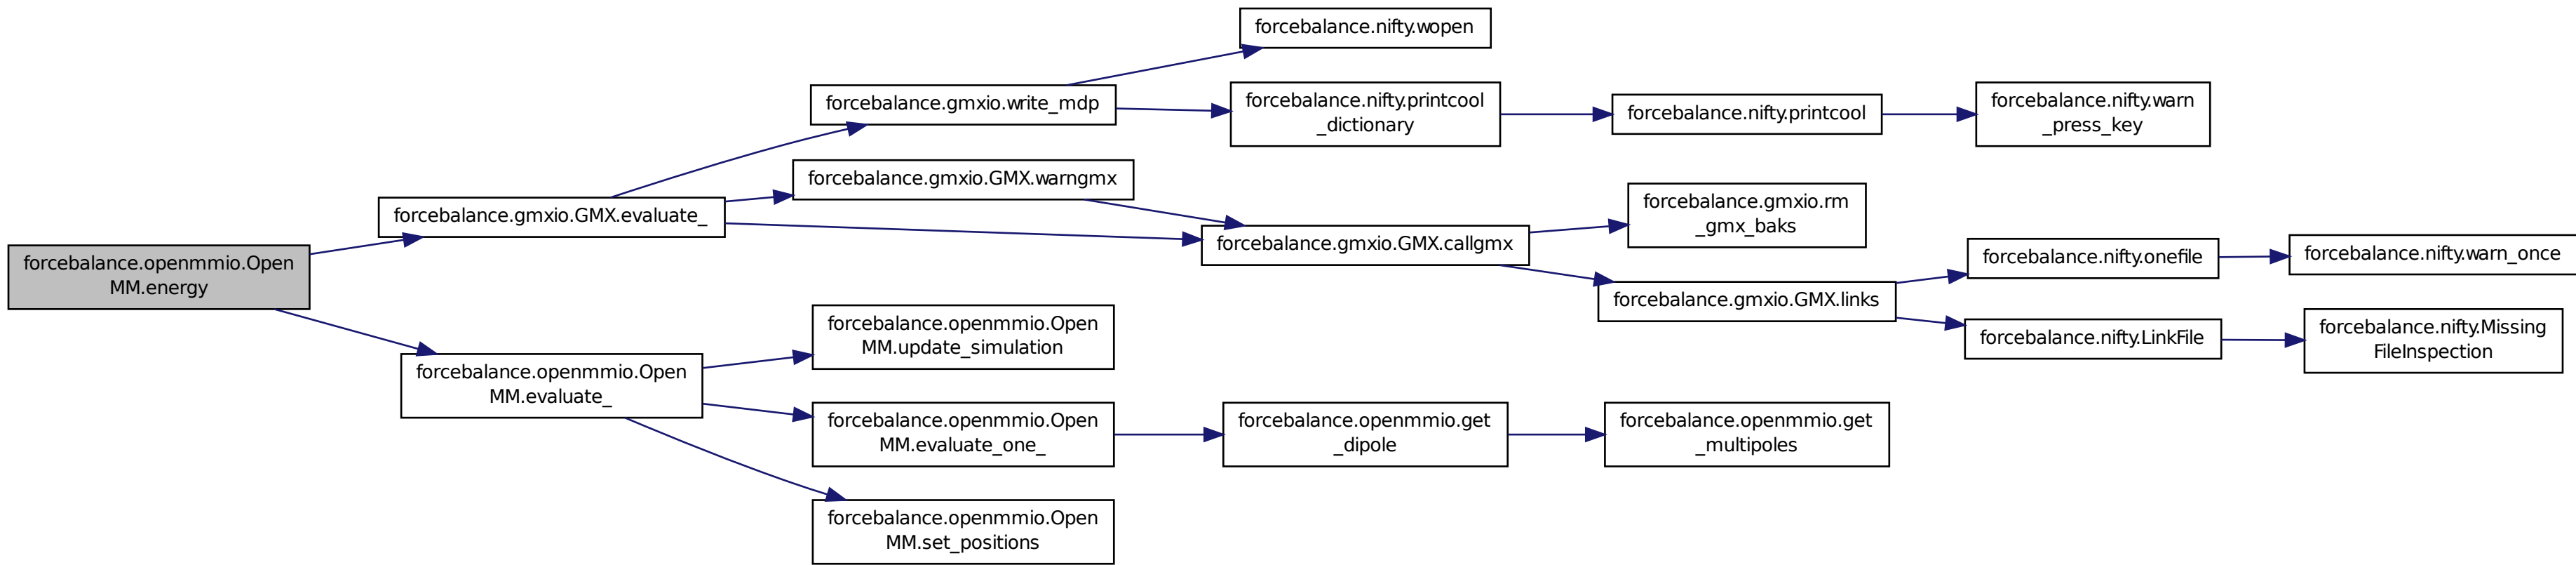 forcebalance.openmmio.Open
MM.energy
forcebalance.gmxio.GMX.evaluate_
forcebalance.openmmio.Open
MM.evaluate_
forcebalance.gmxio.write_mdp
forcebalance.gmxio.GMX.warngmx
forcebalance.openmmio.Open
MM.update_simulation
forcebalance.openmmio.Open
MM.evaluate_one_
forcebalance.openmmio.Open
MM.set_positions
forcebalance.nifty.wopen
forcebalance.nifty.printcool
_dictionary
forcebalance.gmxio.GMX.callgmx
forcebalance.openmmio.get
_dipole
forcebalance.nifty.printcool
forcebalance.gmxio.rm
_gmx_baks
forcebalance.gmxio.GMX.links
forcebalance.openmmio.get
_multipoles
forcebalance.nifty.warn
_press_key
forcebalance.nifty.onefile
forcebalance.nifty.LinkFile
forcebalance.nifty.warn_once
forcebalance.nifty.Missing
FileInspection